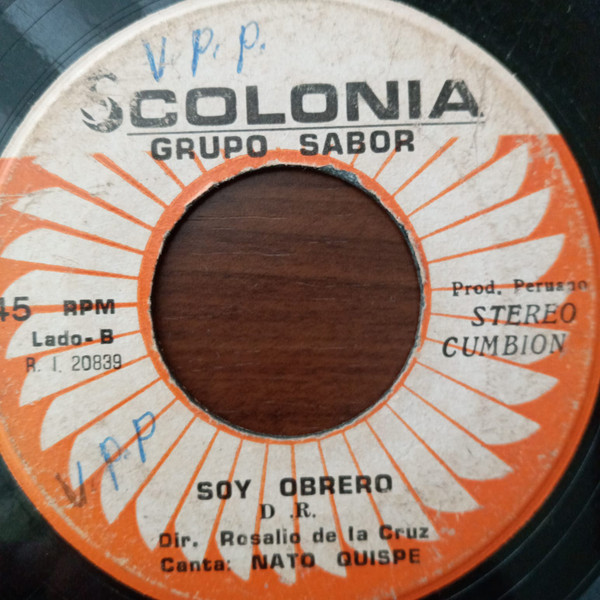 V. P. P.
COLONIA
GRUPO SABOR
45 RPM
Lado-B
R. I. 20839
Prod. Peruano
STEREO
CUMBION
V. P. P
SOY OBRERO
D .R.
Dir. Rosalio de la Cruz
Canta: NATO QUISPE